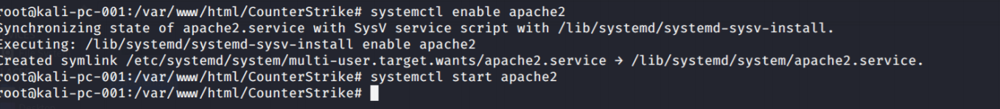 root@kali-pc-001:/var/www/html/CounterStrike# systemctl enable apache2
Synchronizing state of apache2.service with SysV service script with /lib/systemd/systemd-sysv-install.
Executing: /lib/systemd/systemd-sysv-install enable apache2
Created symlink /etc/systemd/system/multi-user.target.wants/apache2.service → /lib/systemd/system/apache2.service.
root@kali-pc-001:/var/www/html/CounterStrike# systemctl start apache2
root@kali-pc-001:/var/www/html/CounterStrike#